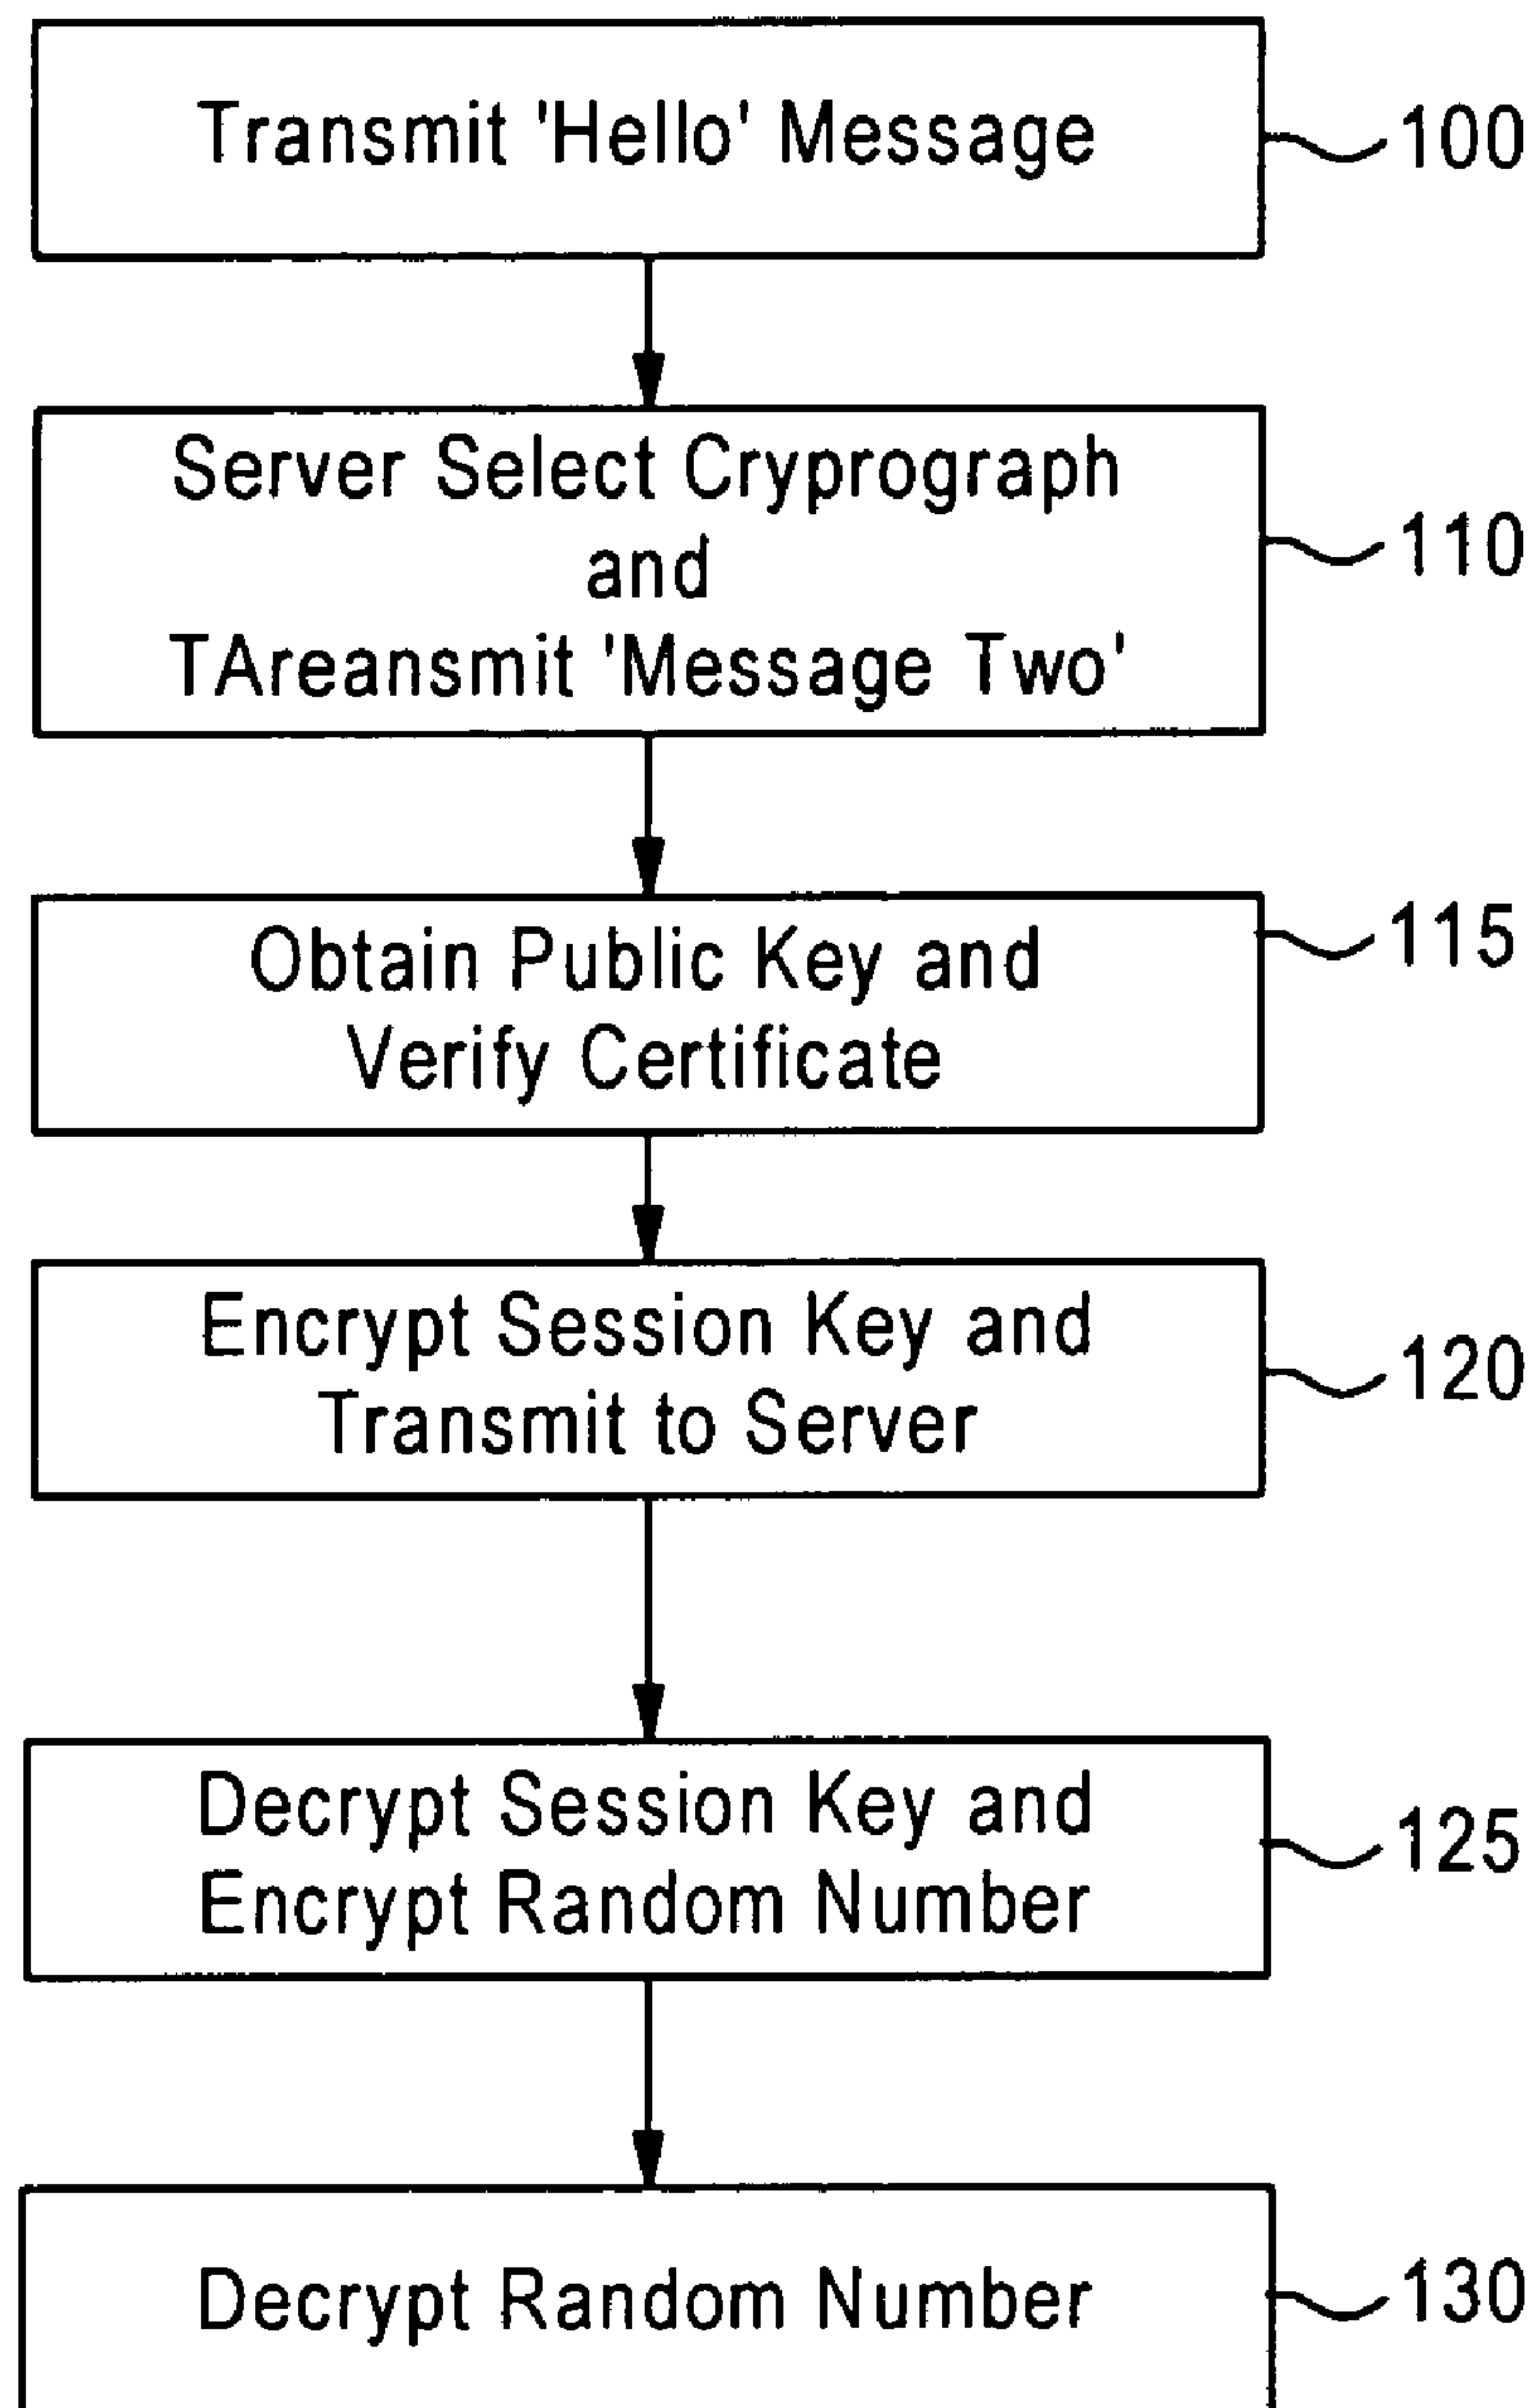 Transmit 'Hello' Message
100
Server Select Cryprograph
and
TAreansmit 'Message Two'
110
Obtain Public Key and
Verify Certificate
115
Encrypt Session Key and
Transmit to Server
120
Decrypt Session Key and
Encrypt Random Number
125
Decrypt Random Number
130